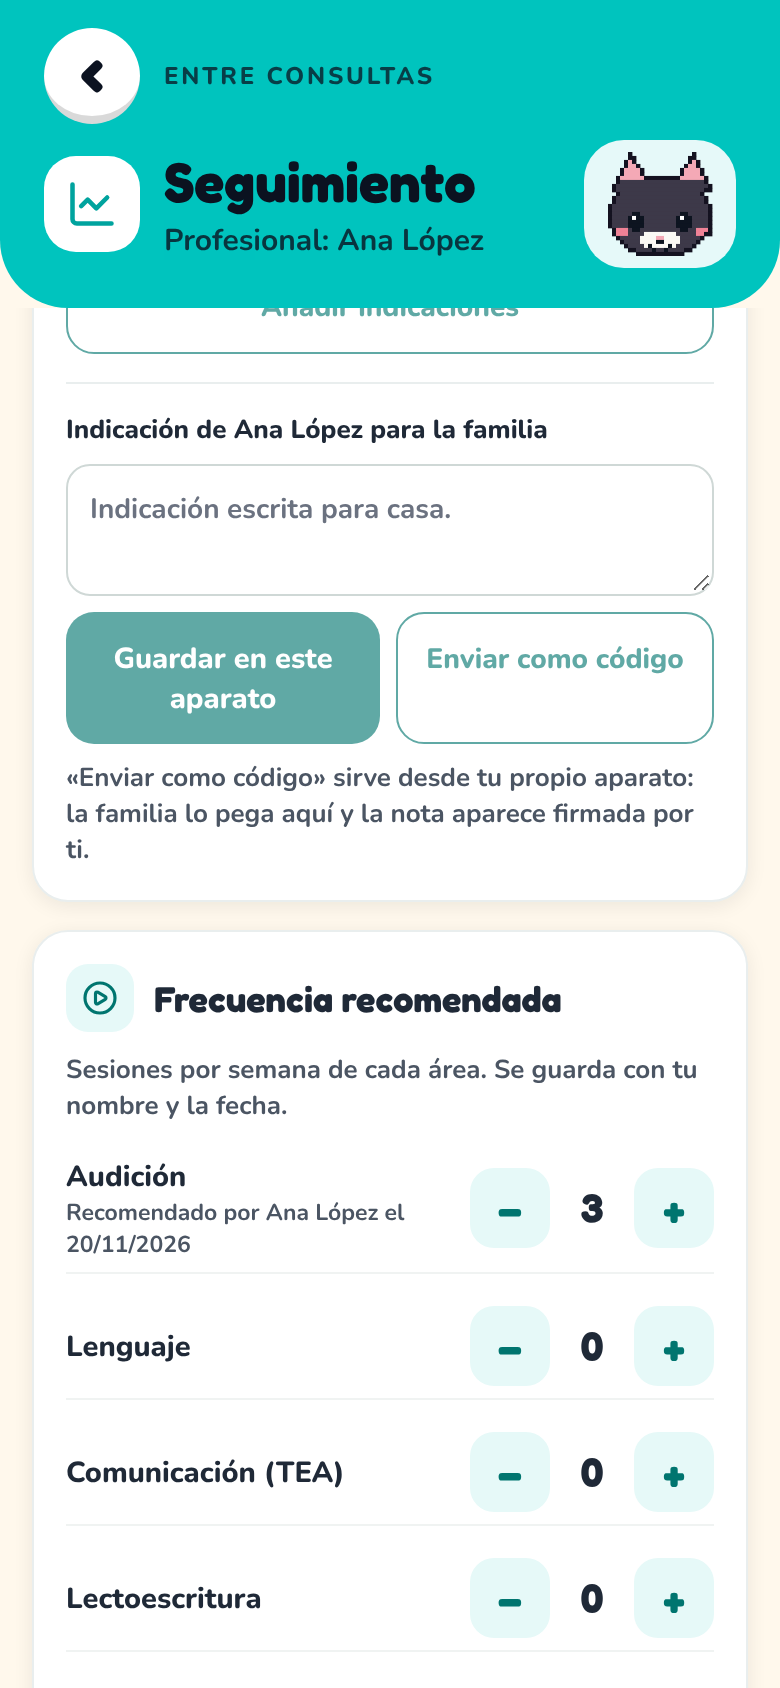 ENTRE CONSULTAS
Seguimiento
Profesional: Ana López
Añadir indicaciones
Indicación de Ana López para la familia
Indicación escrita para casa.
Guardar en este
aparato
Enviar como código
«Enviar como código» sirve desde tu propio aparato:
la familia lo pega aquí y la nota aparece firmada por
ti.
Frecuencia recomendada
Sesiones por semana de cada área. Se guarda con tu
nombre y la fecha.
Audición
Recomendado por Ana López el
20/11/2026
− 3 +
Lenguaje
− 0 +
Comunicación (TEA)
− 0 +
Lectoescritura
− 0 +